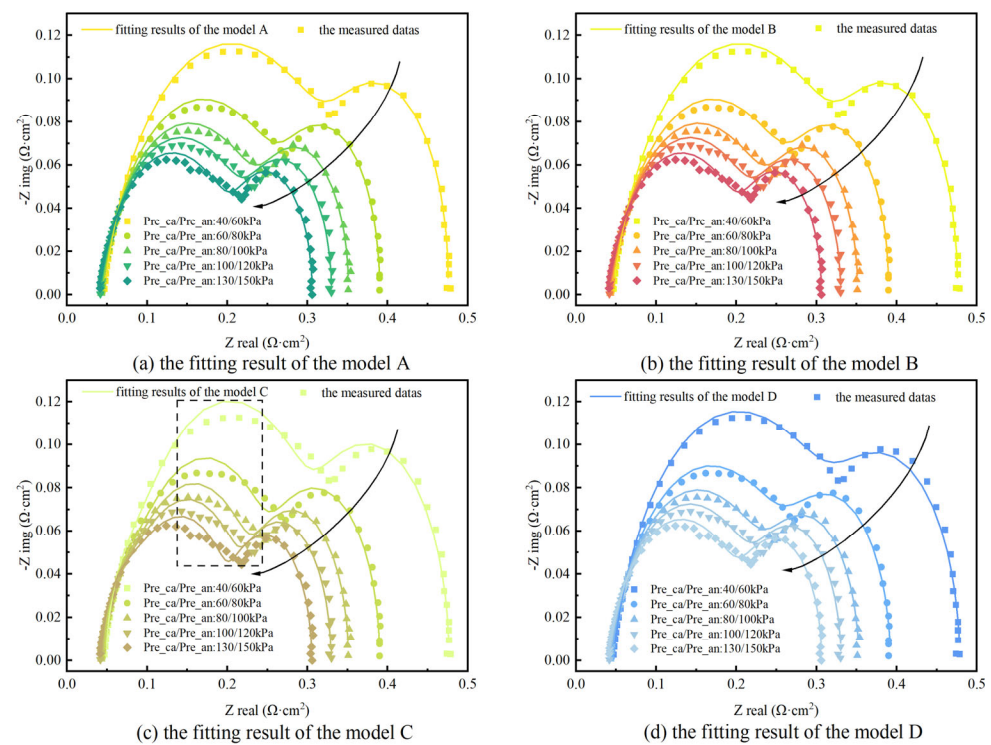 fitting results of the model A
the measured datas
0.12
0.10
0.08
0.06
0.04
0.02
0.00
-Z img (Ω·cm²)
Prc_ca/Prc_an:40/60kPa
Pre_ca/Pre_an:60/80kPa
Pre_ca/Pre_an:80/100kPa
Pre_ca/Pre_an:100/120kPa
Pre_ca/Pre_an:130/150kPa
0.0 0.1 0.2 0.3 0.4 0.5
Z real (Ω·cm²)
(a) the fitting result of the model A
fitting results of the model B
the measured datas
0.12
0.10
0.08
0.06
0.04
0.02
0.00
-Z img (Ω·cm²)
Prc_ca/Prc_an:40/60kPa
Pre_ca/Pre_an:60/80kPa
Pre_ca/Pre_an:80/100kPa
Pre_ca/Pre_an:100/120kPa
Pre_ca/Pre_an:130/150kPa
0.0 0.1 0.2 0.3 0.4 0.5
Z real (Ω·cm²)
(b) the fitting result of the model B
fitting results of the model C
the measured datas
0.12
0.10
0.08
0.06
0.04
0.02
0.00
-Z img (Ω·cm²)
Pre_ca/Pre_an:40/60kPa
Pre_ca/Pre_an:60/80kPa
Pre_ca/Pre_an:80/100kPa
Pre_ca/Pre_an:100/120kPa
Pre_ca/Pre_an:130/150kPa
0.0 0.1 0.2 0.3 0.4 0.5
Z real (Ω·cm²)
(c) the fitting result of the model C
fitting results of the model D
the measured datas
0.12
0.10
0.08
0.06
0.04
0.02
0.00
-Z img (Ω·cm²)
Pre_ca/Pre_an:40/60kPa
Pre_ca/Pre_an:60/80kPa
Pre_ca/Pre_an:80/100kPa
Pre_ca/Pre_an:100/120kPa
Pre_ca/Pre_an:130/150kPa
0.0 0.1 0.2 0.3 0.4 0.5
Z real (Ω·cm²)
(d) the fitting result of the model D